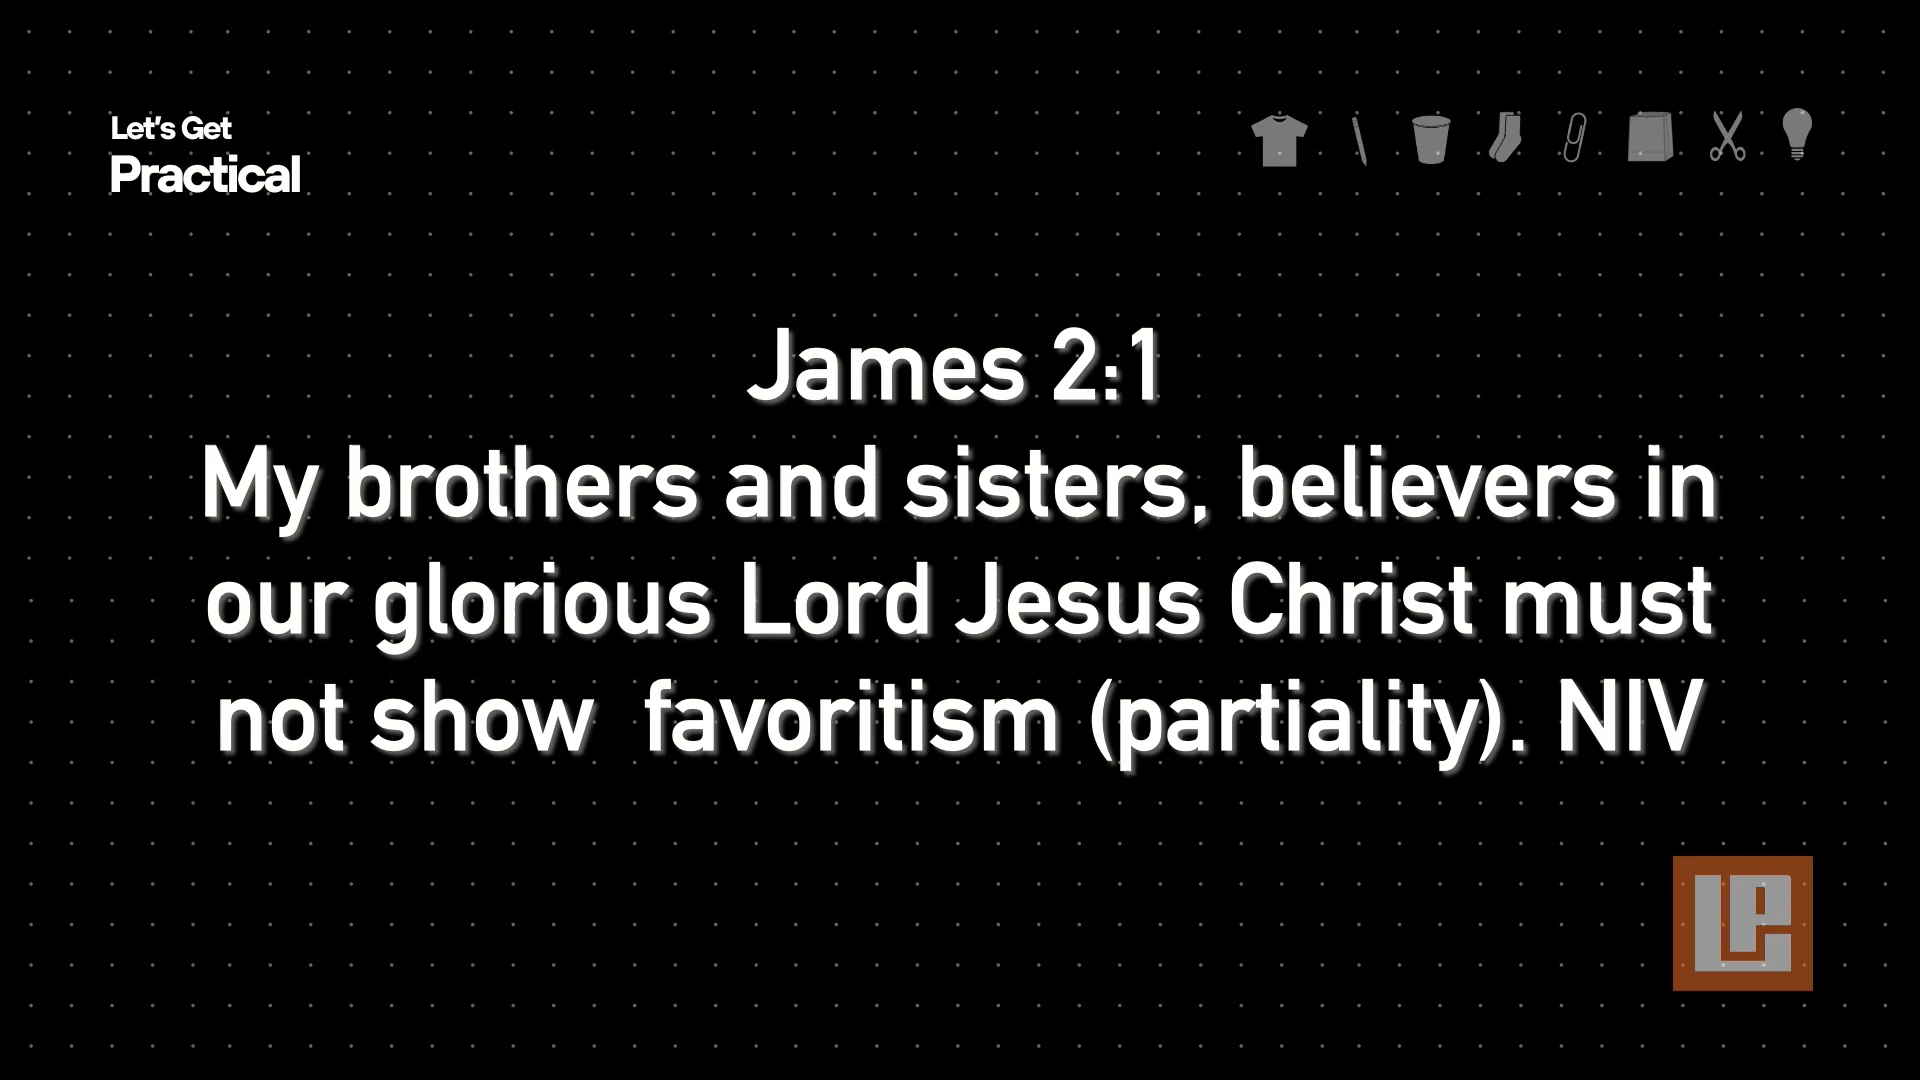 Let's Get
Practical
James 2:1
My brothers and sisters, believers in
our glorious Lord Jesus Christ must
not show  favoritism (partiality). NIV
LP